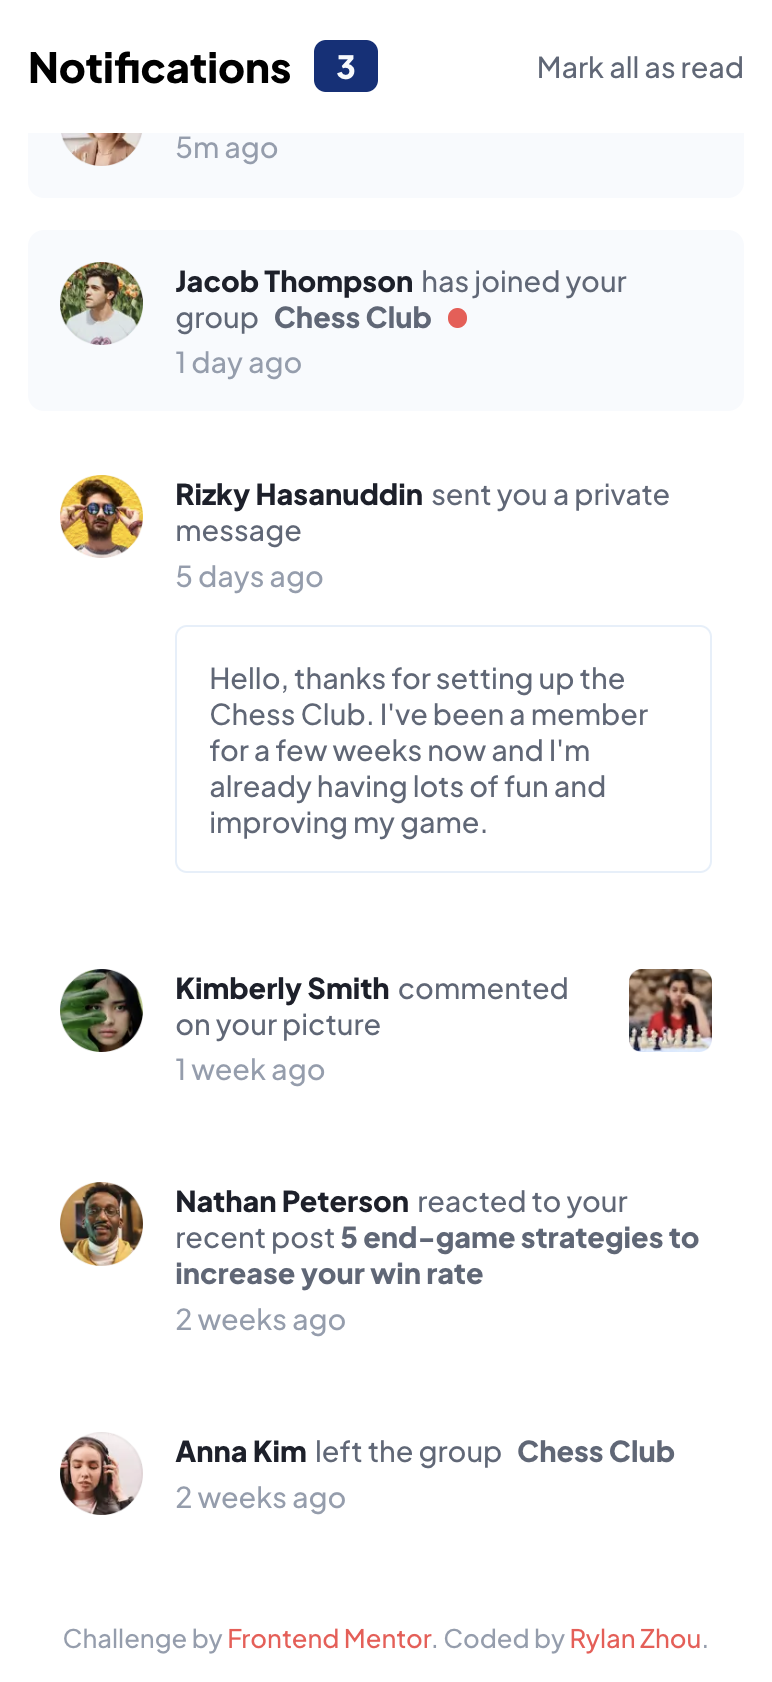 Notifications 3 Mark all as read
5m ago
Jacob Thompson has joined your
group Chess Club
1 day ago
Rizky Hasanuddin sent you a private
message
5 days ago
Hello, thanks for setting up the
Chess Club. I've been a member
for a few weeks now and I'm
already having lots of fun and
improving my game.
Kimberly Smith commented
on your picture
1 week ago
Nathan Peterson reacted to your
recent post 5 end-game strategies to
increase your win rate
2 weeks ago
Anna Kim left the group Chess Club
2 weeks ago
Challenge by Frontend Mentor. Coded by Rylan Zhou.